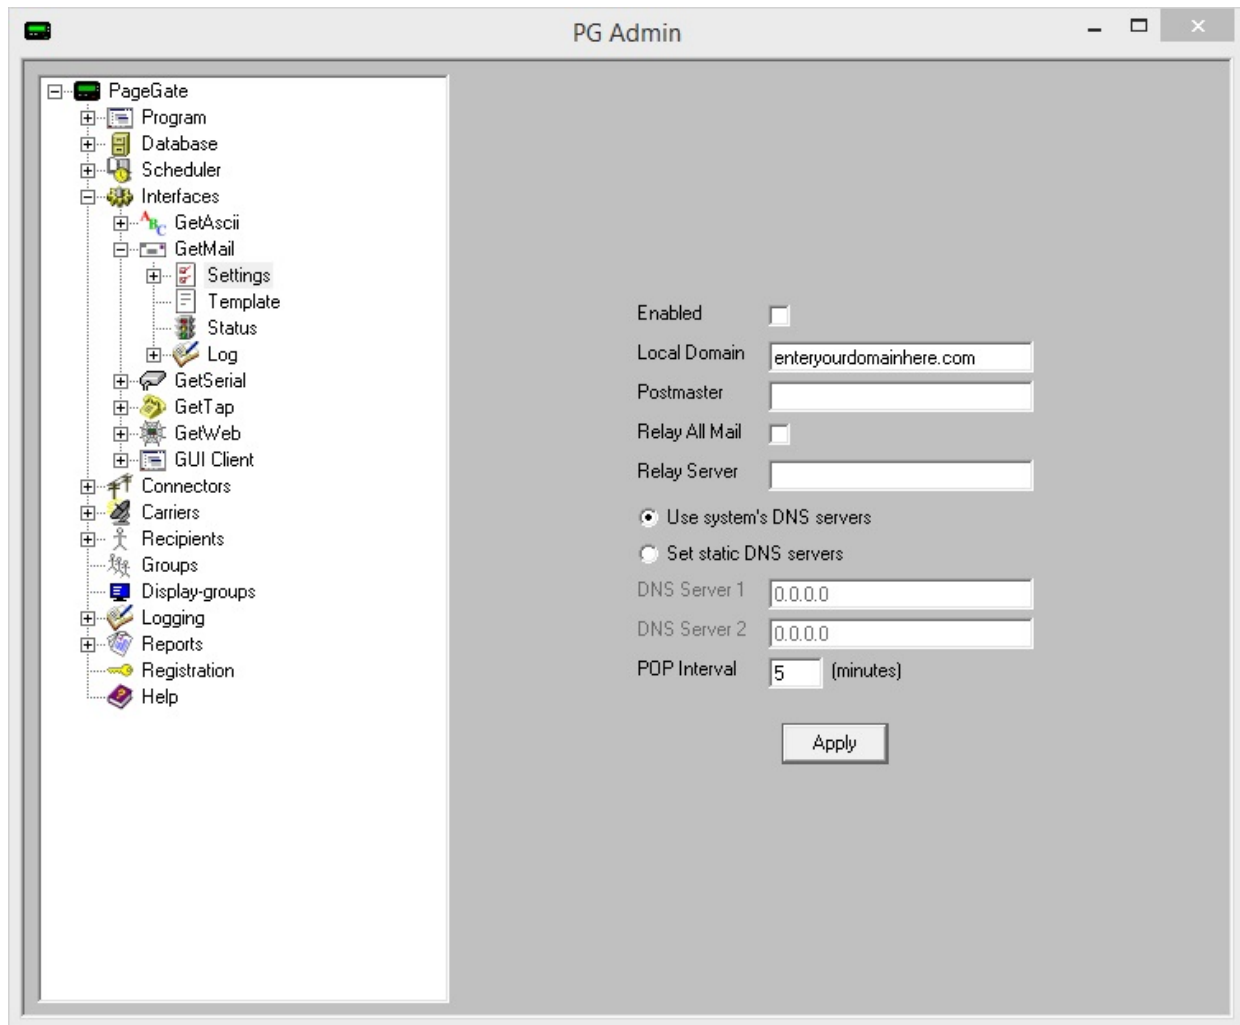 PG Admin
PageGate
Program
Database
Scheduler
Interfaces
ABC GetAscii
GetMail
Settings
Template
Status
Log
GetSerial
GetTap
GetWeb
GUI Client
Connectors
Carriers
Recipients
Groups
Display-groups
Logging
Reports
Registration
Help
Enabled
Local Domain enteryourdomainhere.com
Postmaster
Relay All Mail
Relay Server
Use system's DNS servers
Set static DNS servers
DNS Server 1 0.0.0.0
DNS Server 2 0.0.0.0
POP Interval 5 (minutes)
Apply